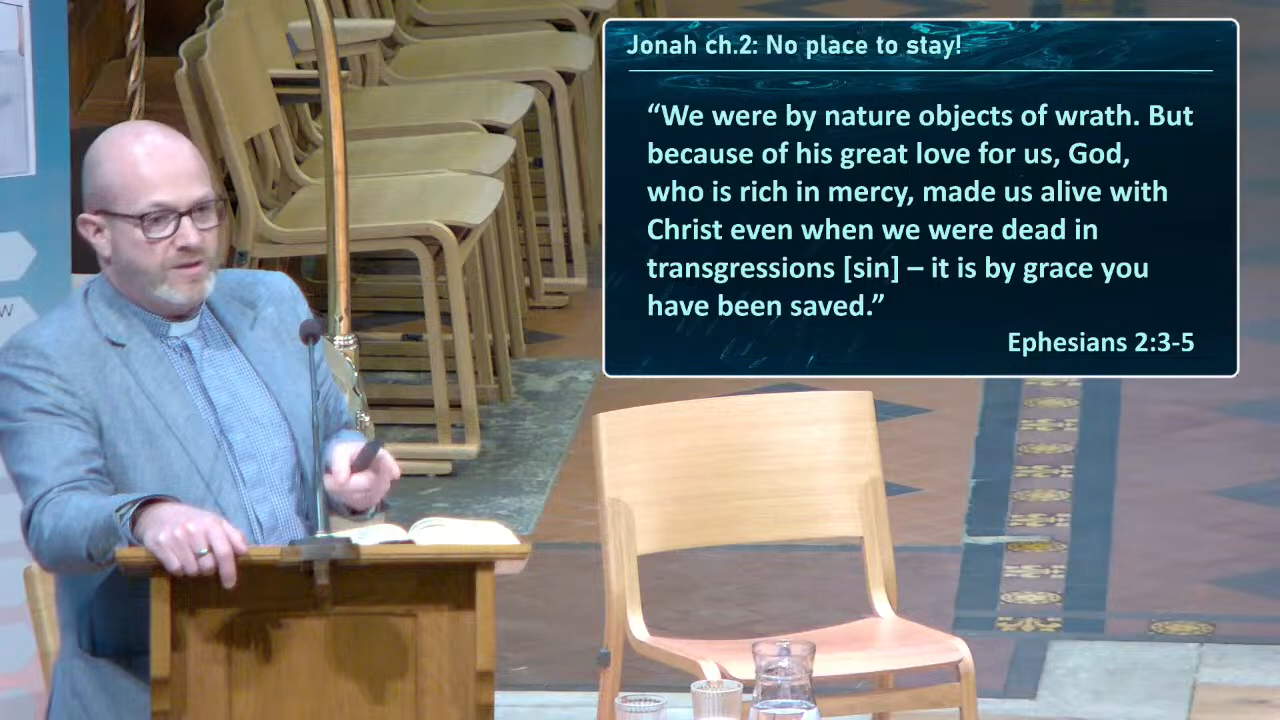 Jonah ch.2: No place to stay!
“We were by nature objects of wrath. But
because of his great love for us, God,
who is rich in mercy, made us alive with
Christ even when we were dead in
transgressions [sin] – it is by grace you
have been saved.”
Ephesians 2:3-5
W